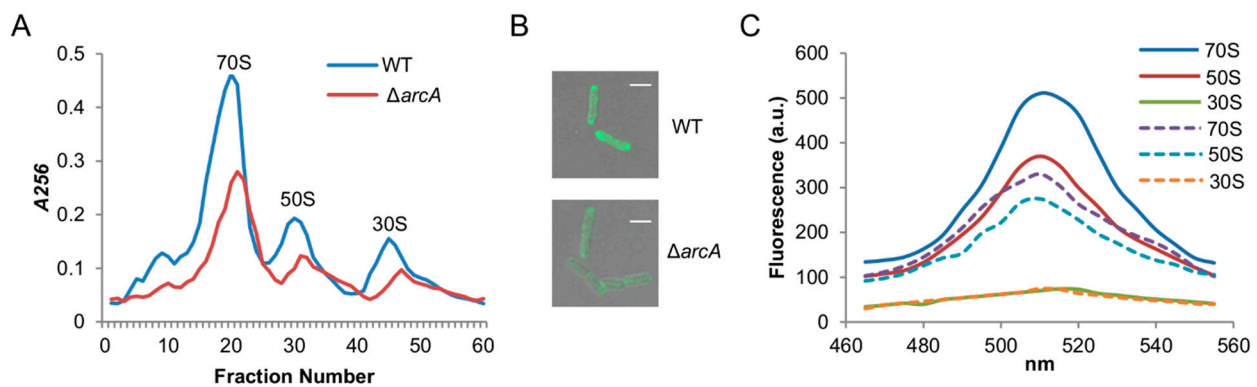 A
0.5
0.4
0.3
0.2
0.1
0
A256
70S
50S
30S
WT
ΔarcA
0 10 20 30 40 50 60
Fraction Number
B
WT
ΔarcA
C
600
500
400
300
200
100
0
Fluorescence (a.u.)
70S
50S
30S
70S
50S
30S
460 480 500 520 540 560
nm